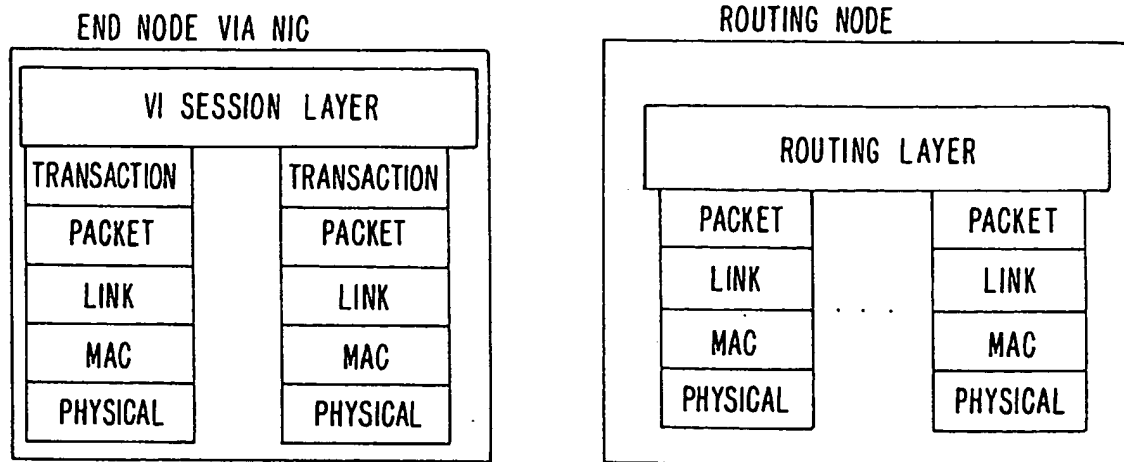 END NODE VIA NIC
VI SESSION LAYER
TRANSACTION TRANSACTION
PACKET PACKET
LINK LINK
MAC MAC
PHYSICAL PHYSICAL
ROUTING NODE
ROUTING LAYER
PACKET PACKET
LINK LINK
. . .
MAC MAC
PHYSICAL PHYSICAL